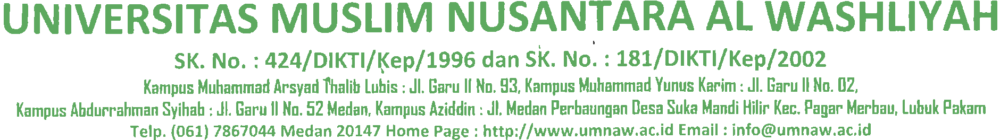 UNIVERSITAS MUSLIM NUSANTARA AL WASHLIYAH
SK. No. : 424/DIKTI/Kep/1996 dan SK. No. : 181/DIKTI/Kep/2002
Kampus Muhammad Arsyad Thalib Lubis : Jl. Garu II No. 93, Kampus Muhammad Yunus Karim : Jl. Garu II No. 02,
Kampus Abdurrahman Syihab : Jl. Garu II No. 52 Medan, Kampus Aziddin : Jl. Medan Perbaungan Desa Suka Mandi Hilir Kec. Pagar Merbau, Lubuk Pakam
Telp. (061) 7867044 Medan 20147 Home Page : http://www.umnaw.ac.id Email : info@umnaw.ac.id